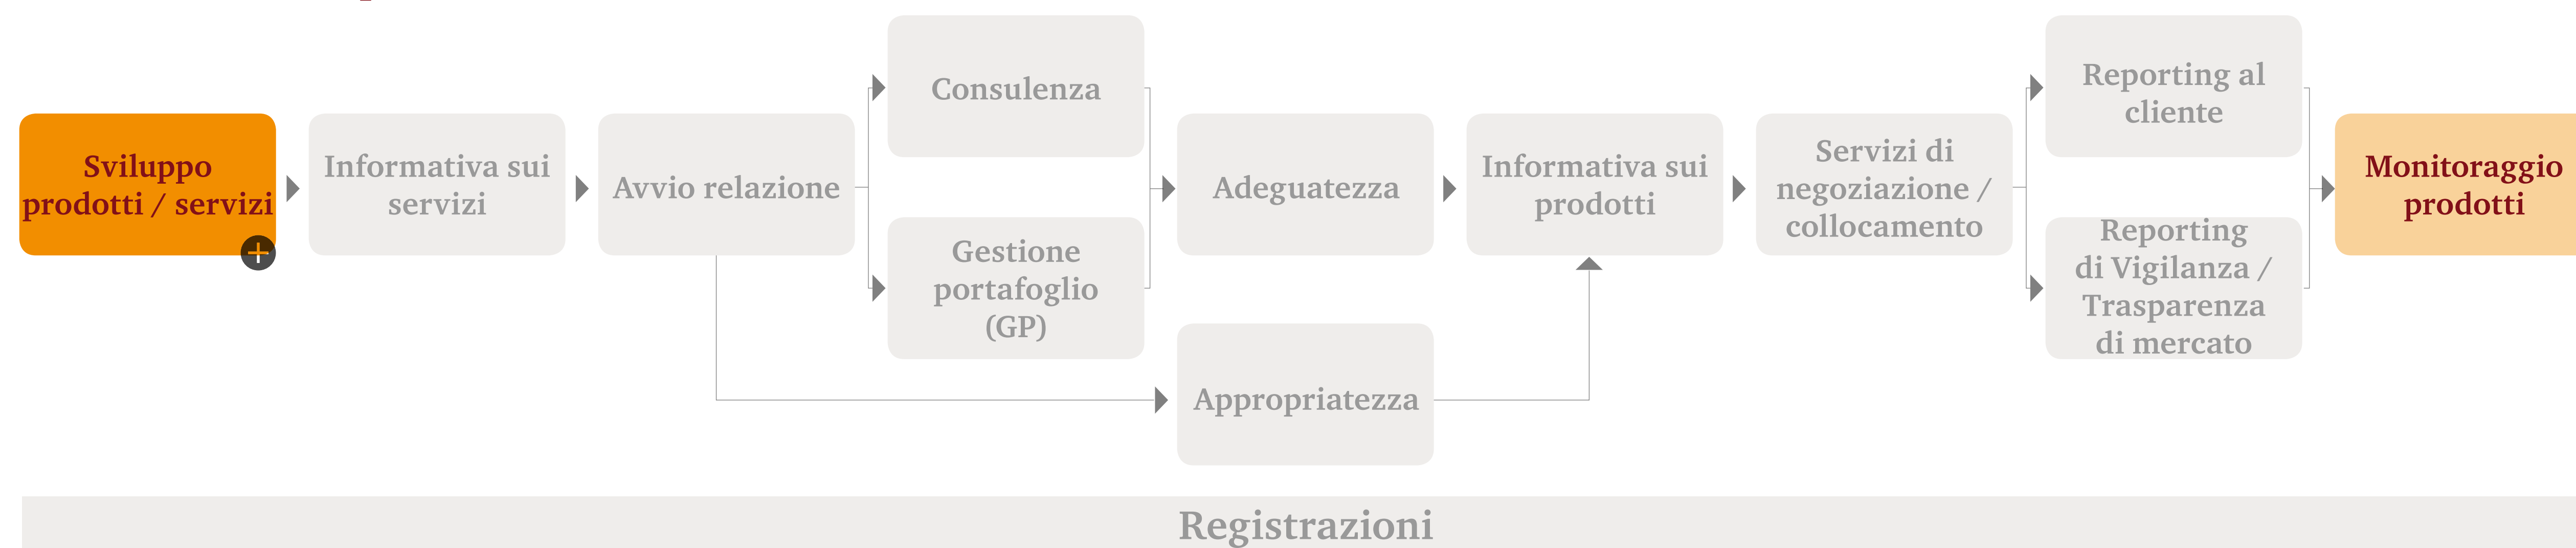 Sviluppo
prodotti / servizi
Informativa sui
servizi
Avvio relazione
Consulenza
Gestione
portafoglio
(GP)
Adeguatezza
Appropriatezza
Informativa sui
prodotti
Servizi di
negoziazione /
collocamento
Reporting al
cliente
Reporting
di Vigilanza /
Trasparenza
di mercato
Monitoraggio
prodotti
Registrazioni